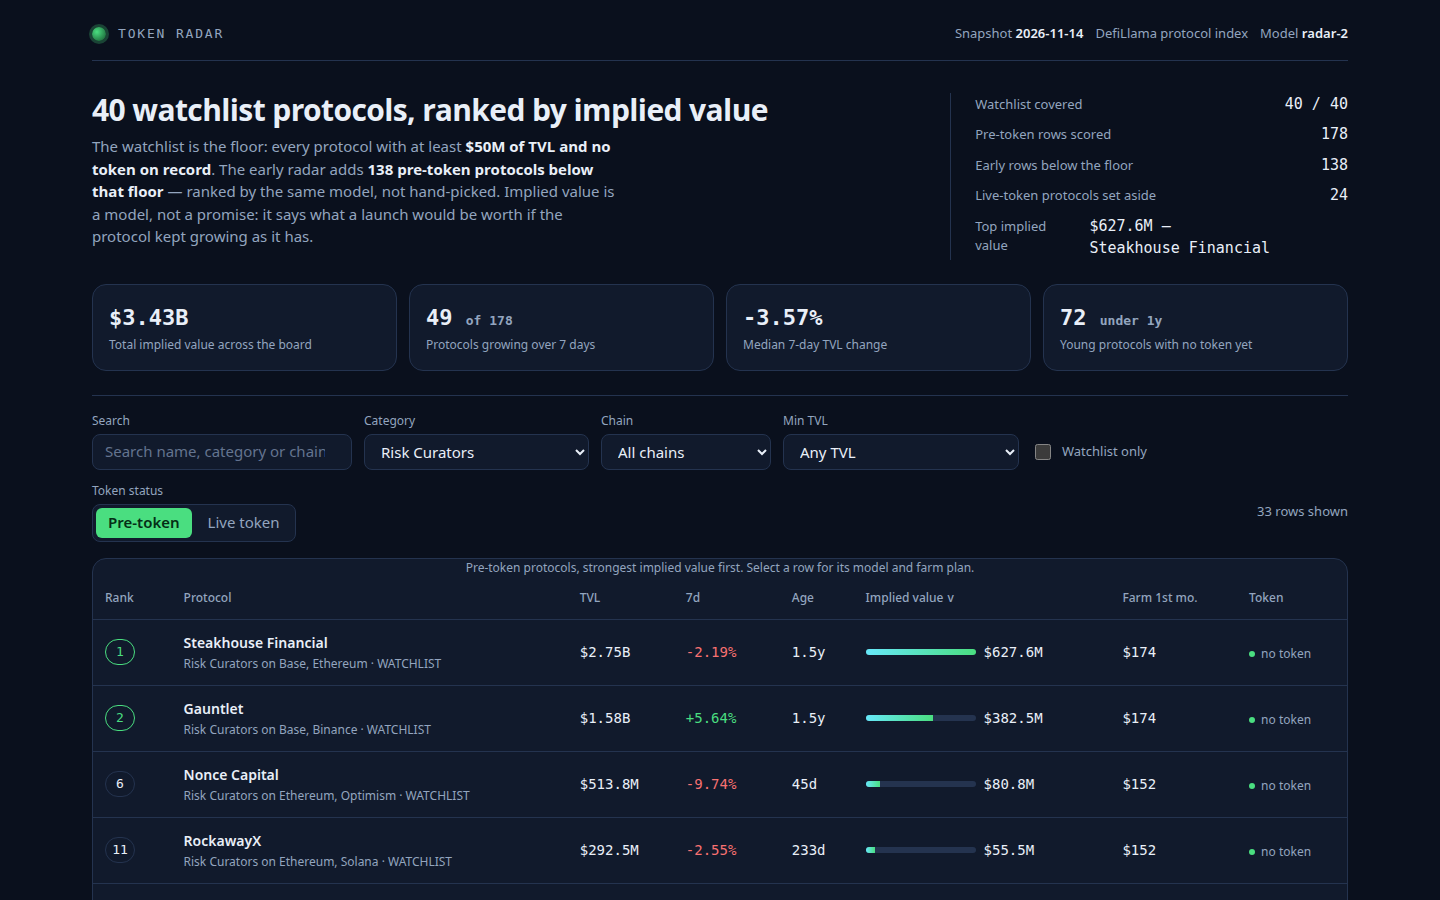 TOKEN RADAR
Snapshot 2026-11-14 DefiLlama protocol index Model radar-2
40 watchlist protocols, ranked by implied value
The watchlist is the floor: every protocol with at least $50M of TVL and no
token on record. The early radar adds 138 pre-token protocols below
that floor — ranked by the same model, not hand-picked. Implied value is
a model, not a promise: it says what a launch would be worth if the
protocol kept growing as it has.
Watchlist covered 40 / 40
Pre-token rows scored 178
Early rows below the floor 138
Live-token protocols set aside 24
Top implied value $627.6M — Steakhouse Financial
$3.43B
Total implied value across the board
49 of 178
Protocols growing over 7 days
-3.57%
Median 7-day TVL change
72 under 1y
Young protocols with no token yet
Search Category Chain Min TVL
Search name, category or chain Risk Curators All chains Any TVL Watchlist only
Token status
Pre-token Live token
33 rows shown
Pre-token protocols, strongest implied value first. Select a row for its model and farm plan.
Rank Protocol TVL 7d Age Implied value v Farm 1st mo. Token
1 Steakhouse Financial $2.75B -2.19% 1.5y $627.6M $174 no token
Risk Curators on Base, Ethereum · WATCHLIST
2 Gauntlet $1.58B +5.64% 1.5y $382.5M $174 no token
Risk Curators on Base, Binance · WATCHLIST
6 Nonce Capital $513.8M -9.74% 45d $80.8M $152 no token
Risk Curators on Ethereum, Optimism · WATCHLIST
11 RockawayX $292.5M -2.55% 233d $55.5M $152 no token
Risk Curators on Ethereum, Solana · WATCHLIST